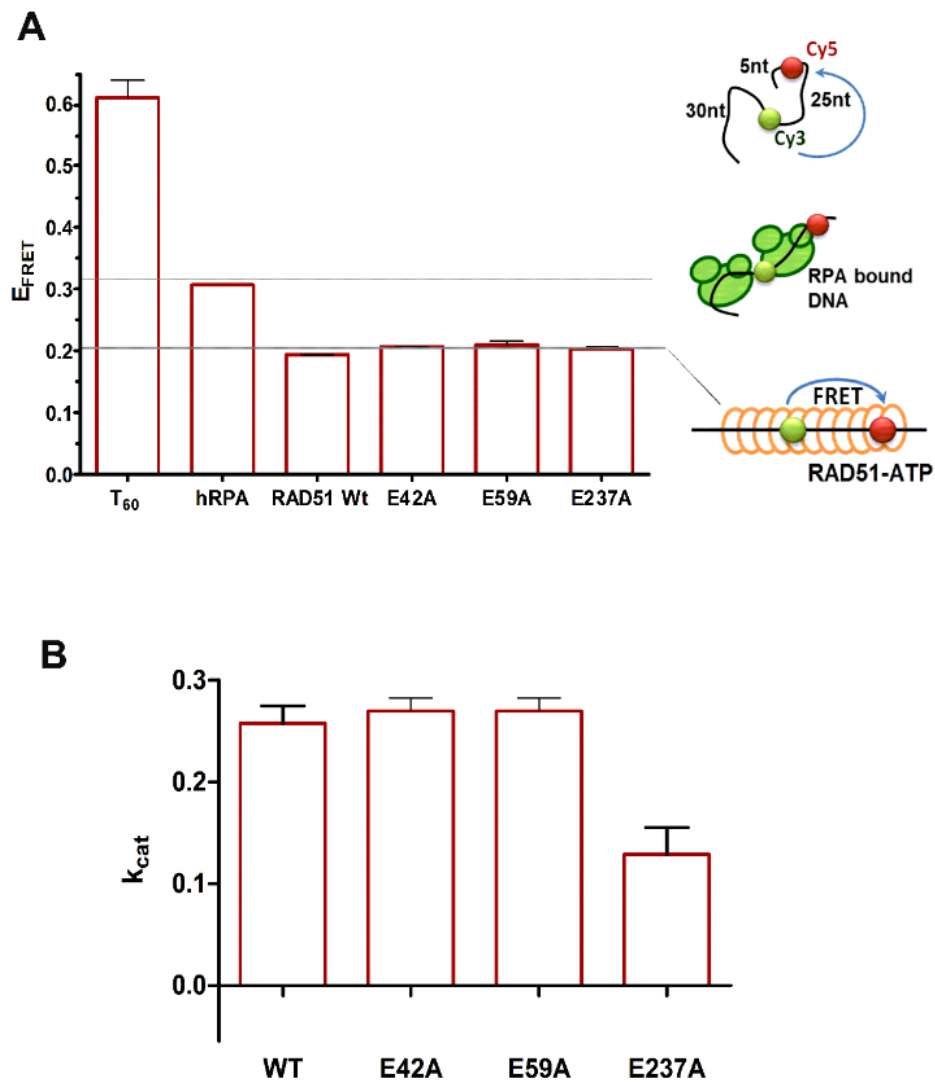 A
0.6
0.5
0.4
0.3
0.2
0.1
0.0
E_FRET
T60
hRPA
RAD51 Wt
E42A
E59A
E237A
Cy5
5nt
30nt
25nt
Cy3
RPA bound
DNA
FRET
RAD51-ATP
B
0.3
0.2
0.1
0.0
kcat
WT
E42A
E59A
E237A